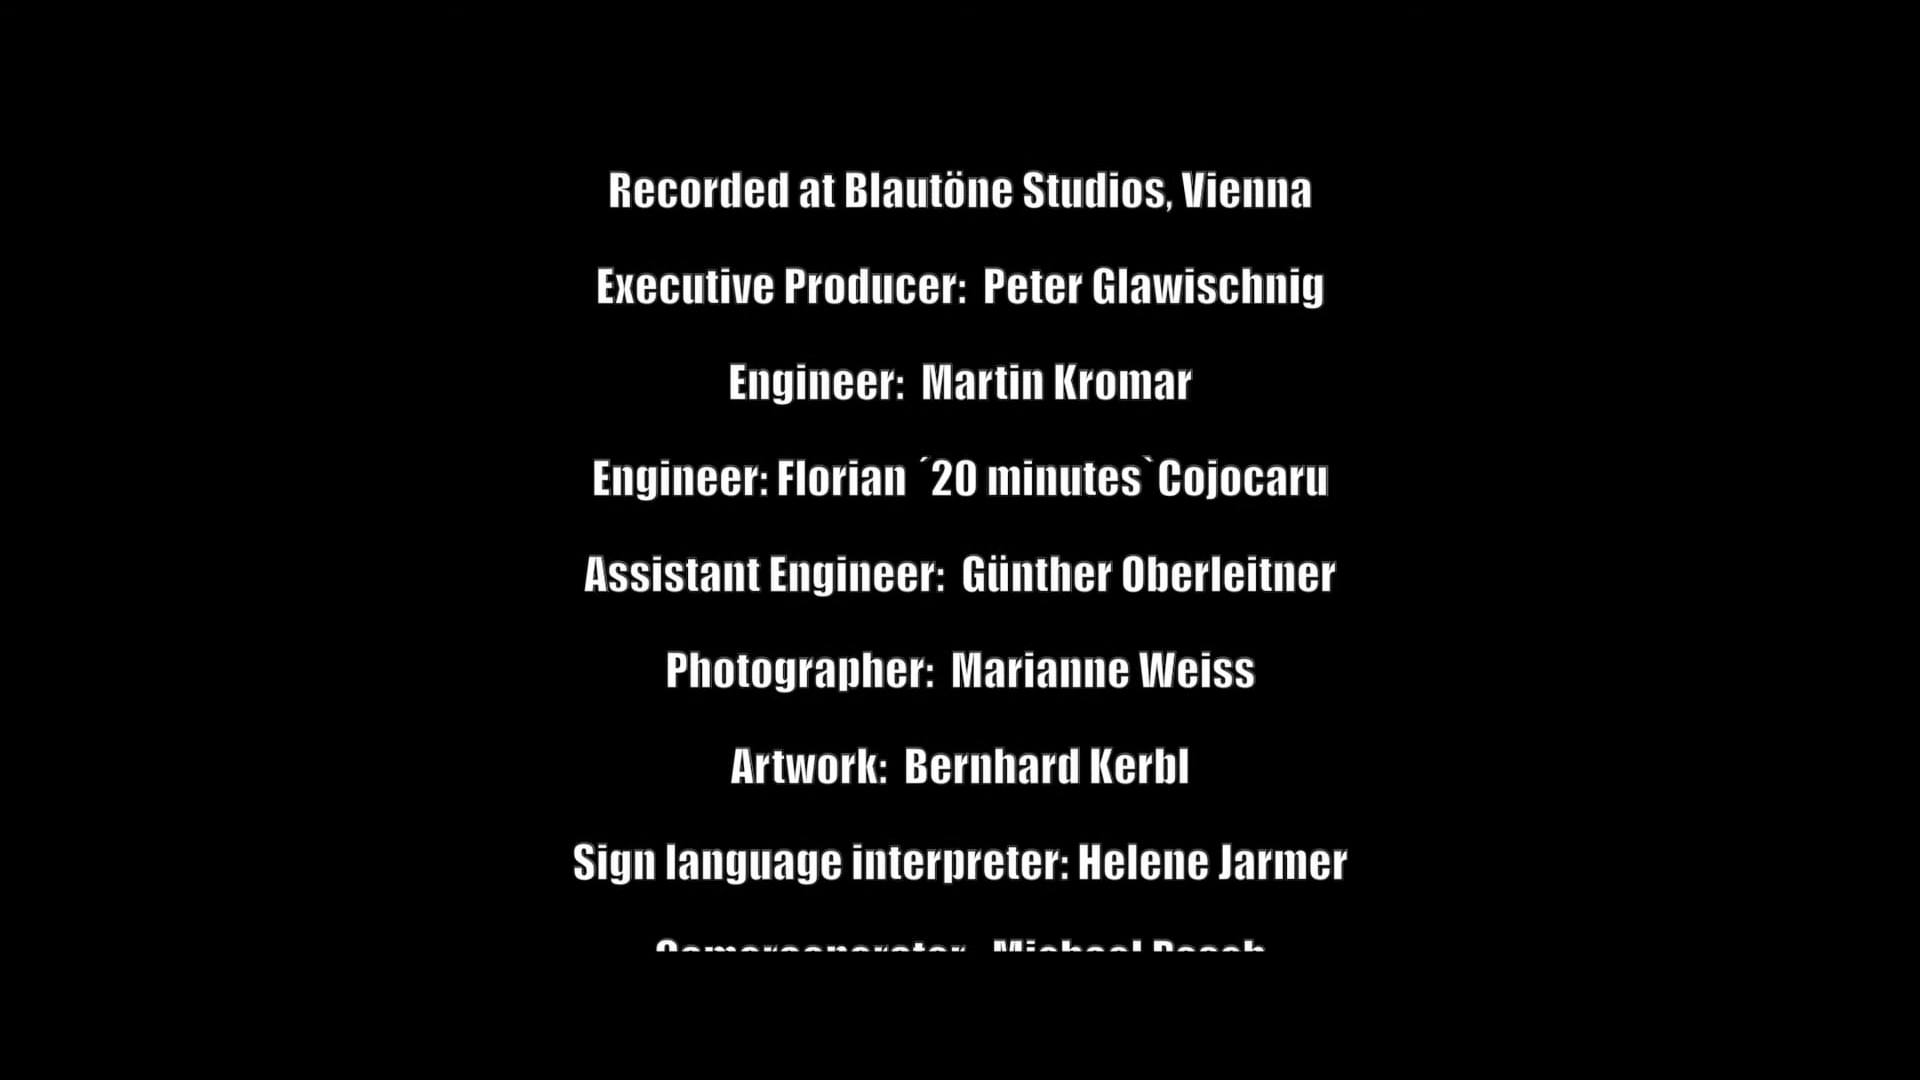 Recorded at Blautöne Studios, Vienna
Executive Producer:  Peter Glawischnig
Engineer:  Martin Kromar
Engineer: Florian ´20 minutes`Cojocaru
Assistant Engineer:  Günther Oberleitner
Photographer:  Marianne Weiss
Artwork:  Bernhard Kerbl
Sign language interpreter: Helene Jarmer
Michael